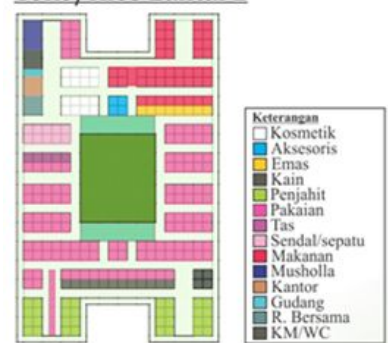 Keterangan
Kosmetik
Aksesoris
Emas
Kain
Penjahit
Pakaian
Tas
Sendal/sepatu
Makanan
Musholla
Kantor
Gudang
R. Bersama
KM/WC